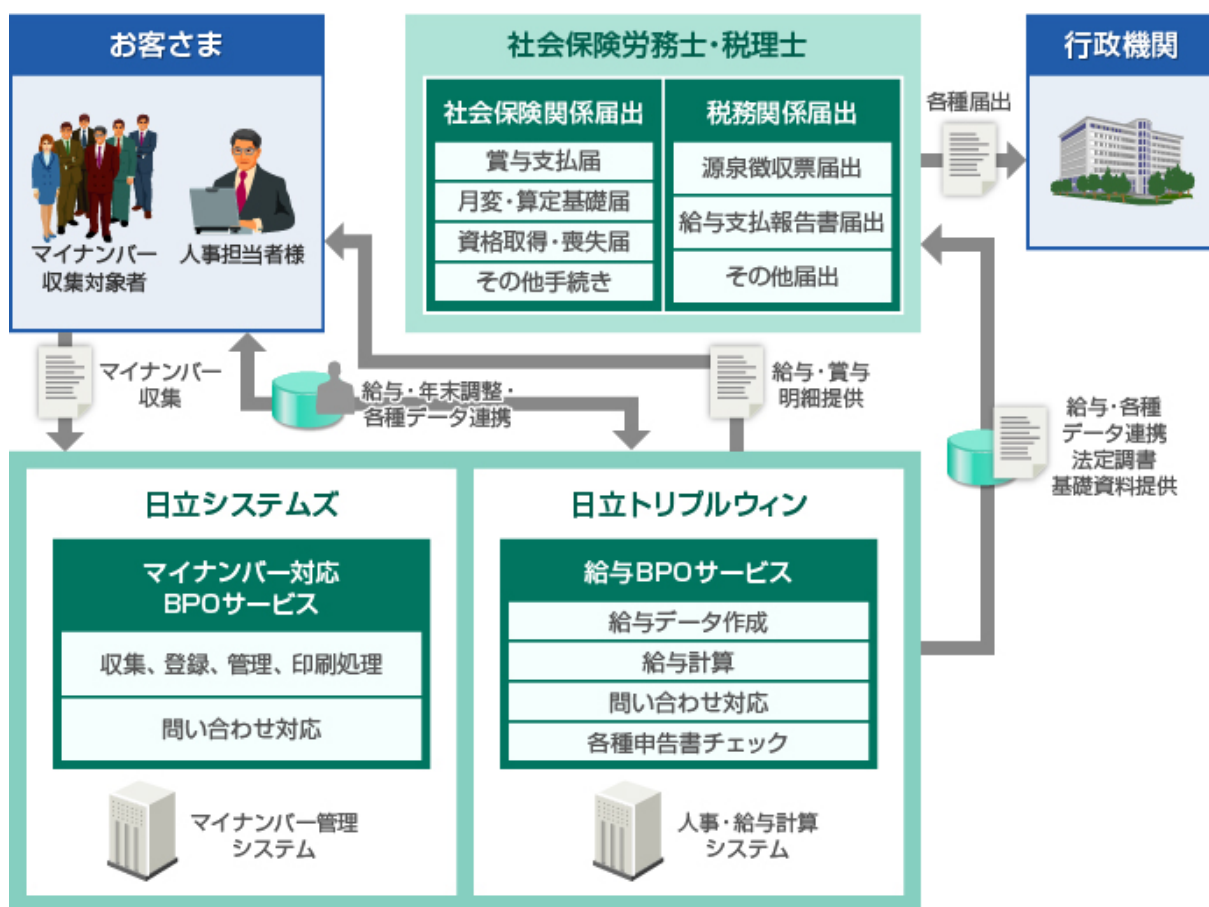 お客さま
マイナンバー
収集対象者
人事担当者様
社会保険労務士・税理士
社会保険関係届出
賞与支払届
月変・算定基礎届
資格取得・喪失届
その他手続き
税務関係届出
源泉徴収票届出
給与支払報告書届出
その他届出
各種届出
行政機関
マイナンバー
収集
給与・年末調整・
各種データ連携
給与・賞与
明細提供
給与・各種
データ連携
法定調書
基礎資料提供
日立システムズ
マイナンバー対応
BPOサービス
収集、登録、管理、印刷処理
問い合わせ対応
マイナンバー管理
システム
日立トリプルウィン
給与BPOサービス
給与データ作成
給与計算
問い合わせ対応
各種申告書チェック
人事・給与計算
システム